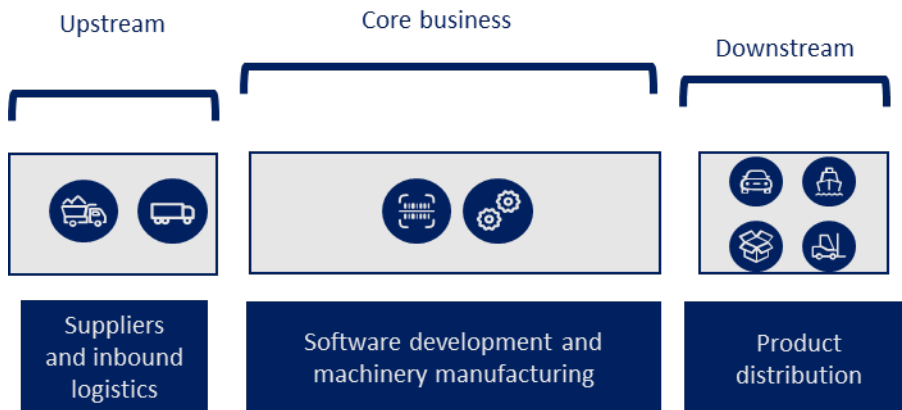 Upstream
Core business
Downstream
Suppliers
and inbound
logistics
Software development and
machinery manufacturing
Product
distribution